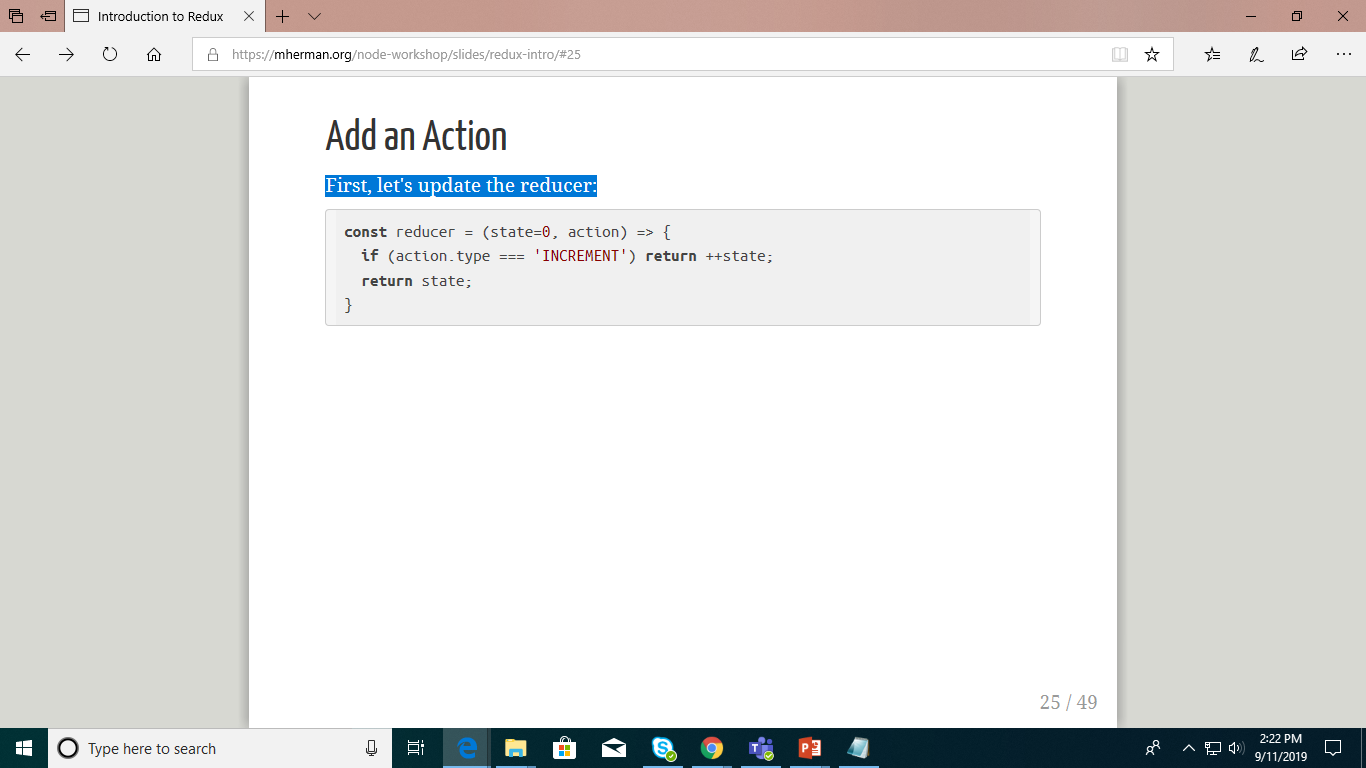 Introduction to Redux
https://mherman.org/node-workshop/slides/redux-intro/#25
Add an Action
First, let's update the reducer:
const reducer = (state=0, action) => {
  if (action.type === 'INCREMENT') return ++state;
  return state;
}
25 / 49
Type here to search
2:22 PM
9/11/2019